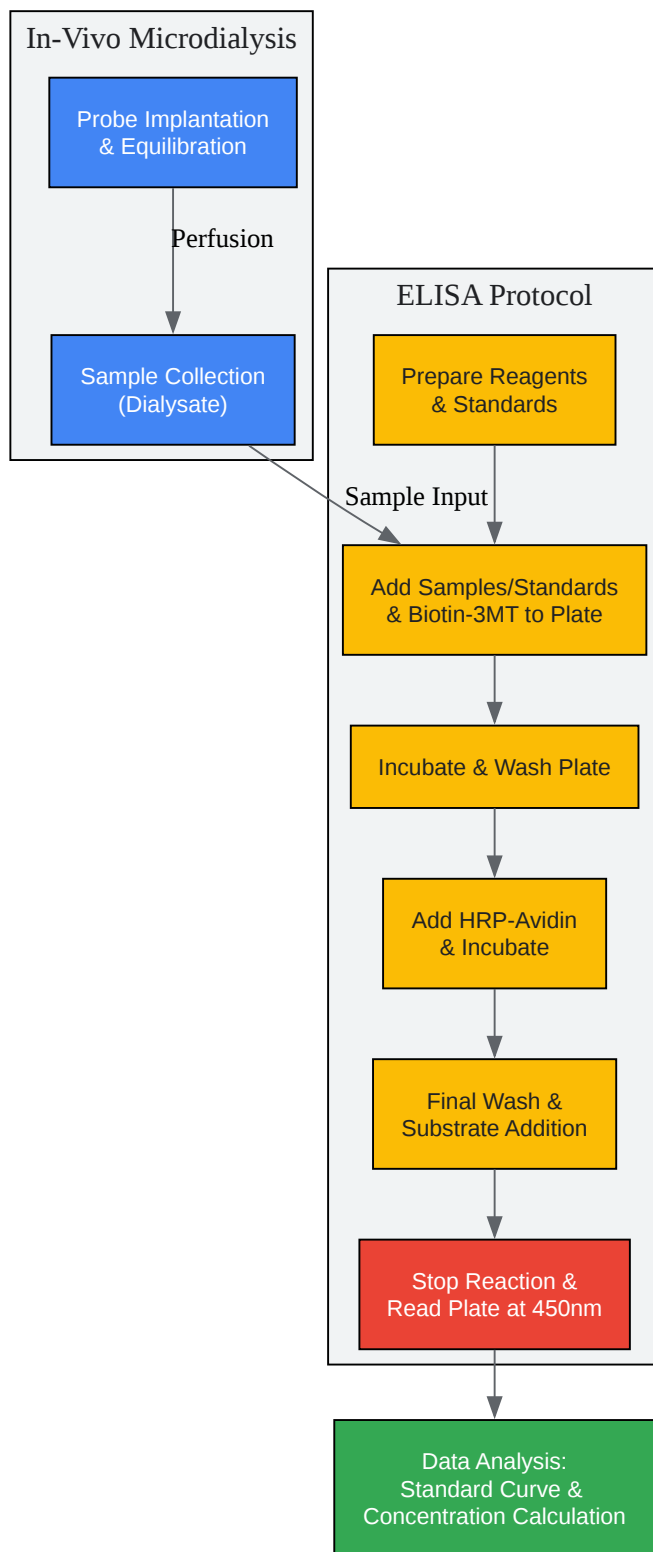 In-Vivo Microdialysis
Probe Implantation
& Equilibration
Perfusion
Sample Collection
(Dialysate)
ELISA Protocol
Prepare Reagents
& Standards
Sample Input
Add Samples/Standards
& Biotin-3MT to Plate
Incubate & Wash Plate
Add HRP-Avidin
& Incubate
Final Wash &
Substrate Addition
Stop Reaction &
Read Plate at 450nm
Data Analysis:
Standard Curve &
Concentration Calculation